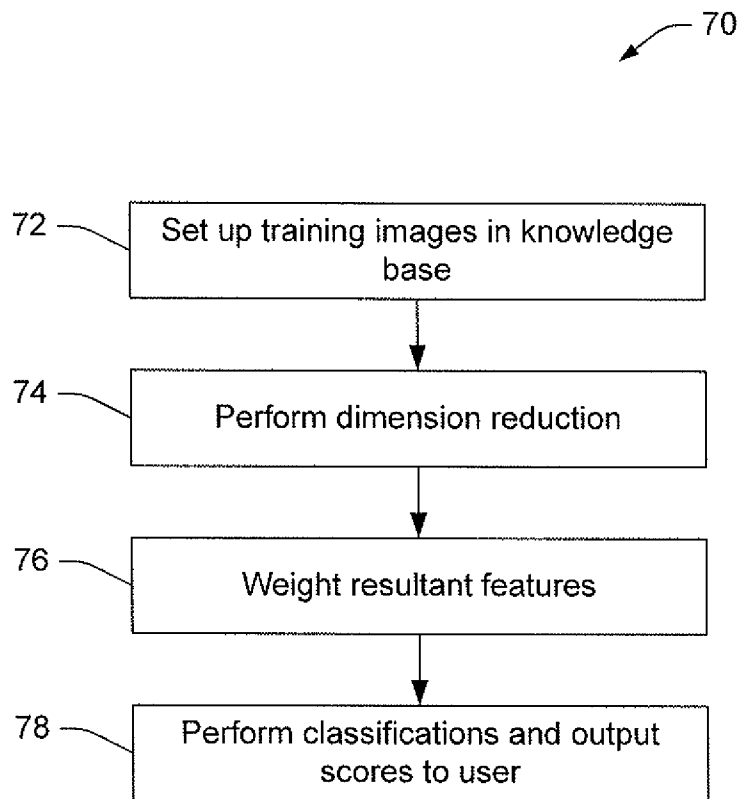 70
72
Set up training images in knowledge
base
74
Perform dimension reduction
76
Weight resultant features
78
Perform classifications and output
scores to user